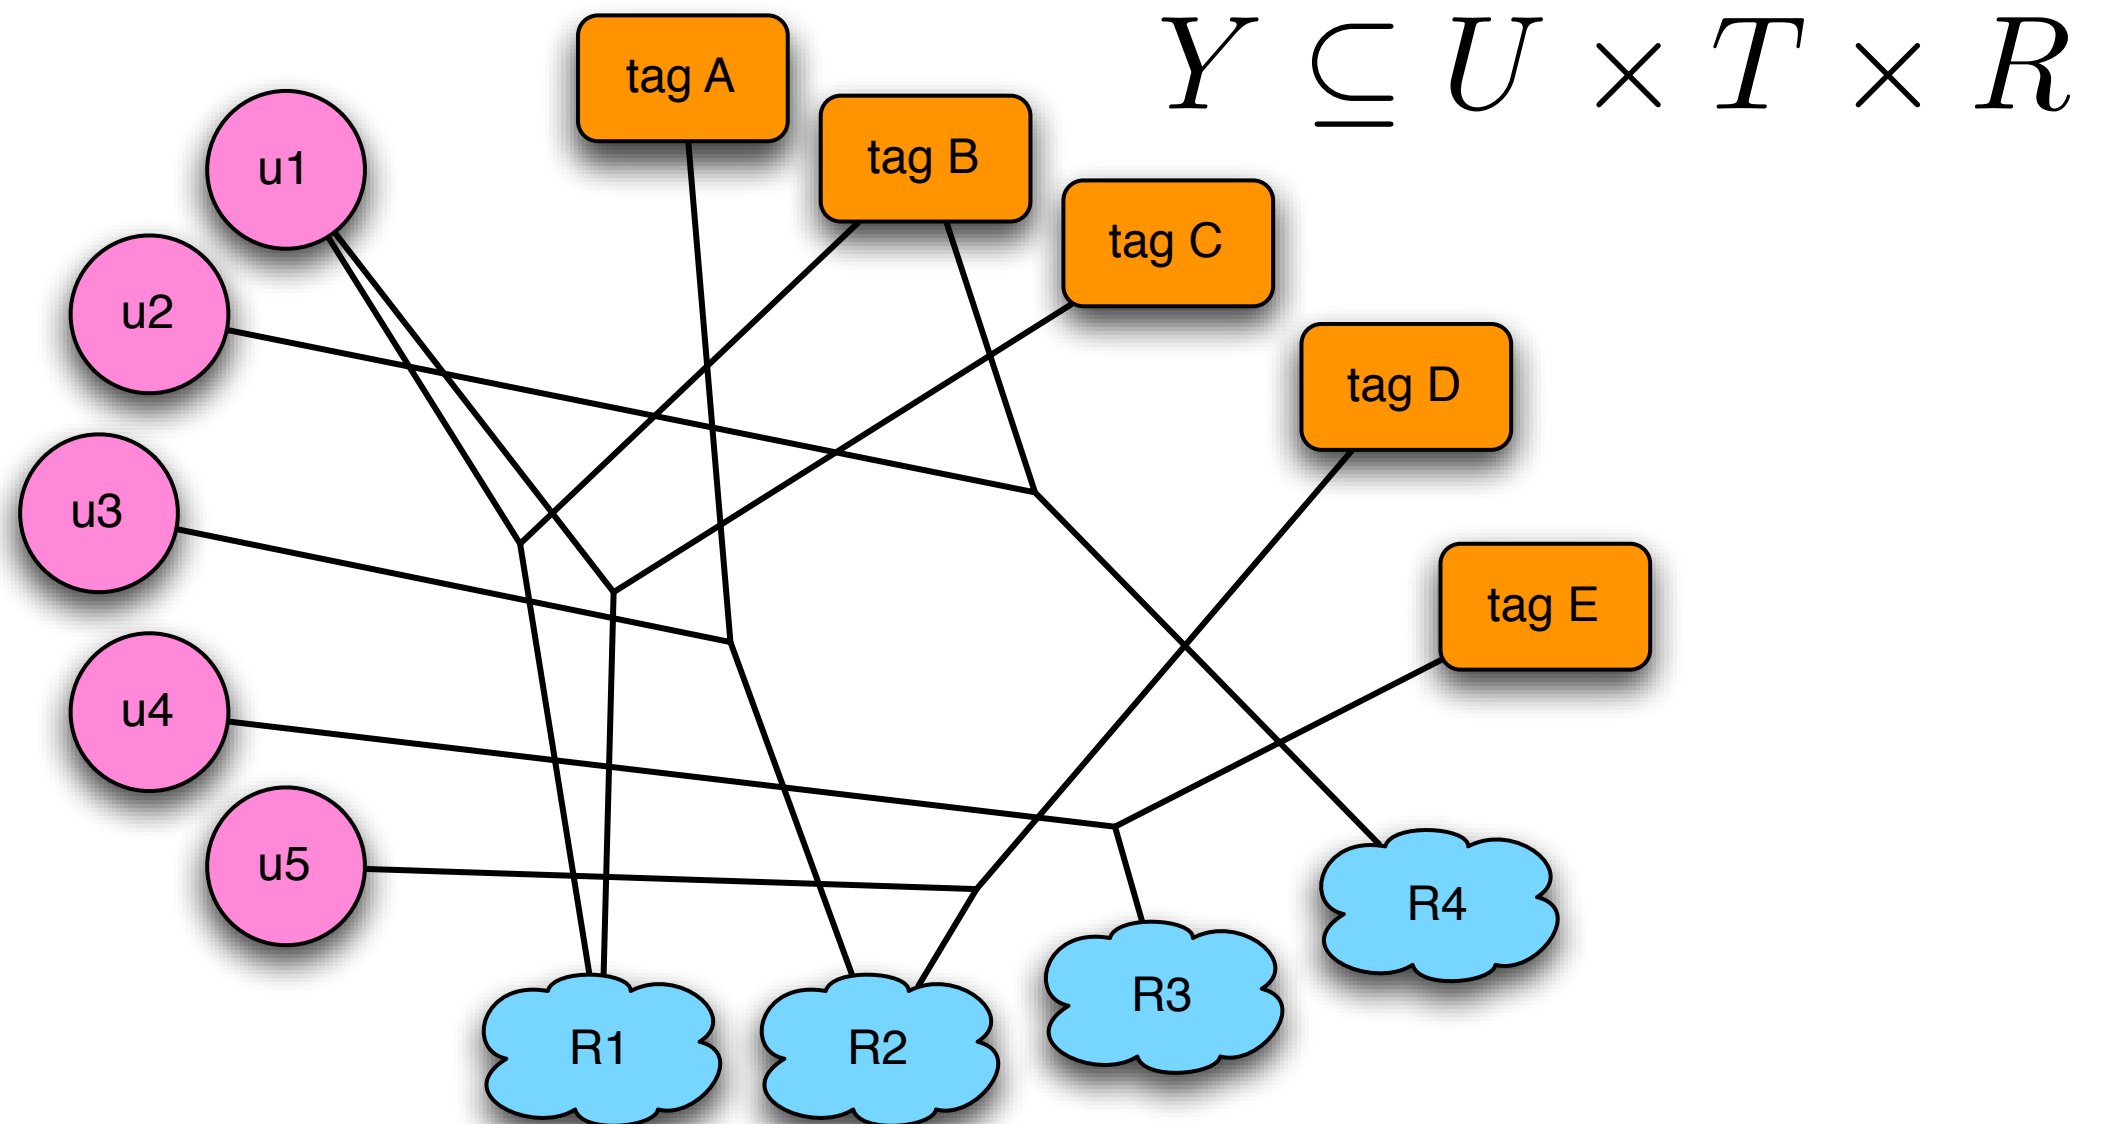 Y ⊆ U × T × R
tag A
tag B
tag C
tag D
tag E
u1
u2
u3
u4
u5
R1
R2
R3
R4